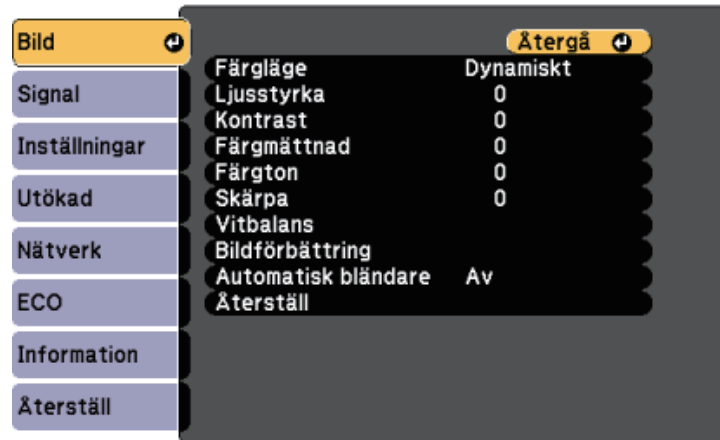 Bild
Signal
Inställningar
Utökad
Nätverk
ECO
Information
Återställ
Återgå
Färgläge Dynamiskt
Ljusstyrka 0
Kontrast 0
Färgmättnad 0
Färgton 0
Skärpa 0
Vitbalans
Bildförbättring
Automatisk bländare Av
Återställ